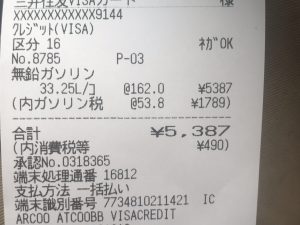 三井住友VISAカード 様
XXXXXXXXXXXX9144
クレジット(VISA)
区分 16 ネガOK
No.8785 P-03
無鉛ガソリン
33.25L/コ @162.0 ¥5387
(内ガソリン税 @53.8 ¥1789)
合計 ¥5,387
(内消費税等 ¥490)
承認No.0318365
端末処理通番 16812
支払方法 一括払い
端末識別番号 7734810211421 IC
ARCOO ATCOOBB VISACREDIT